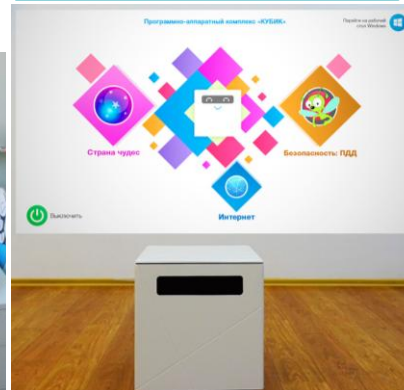 Программно-аппаратный комплекс «КУБИК»
Перейти на рабочий
стол Windows
Страна чудес
Безопасность: ПДД
Интернет
Выключить